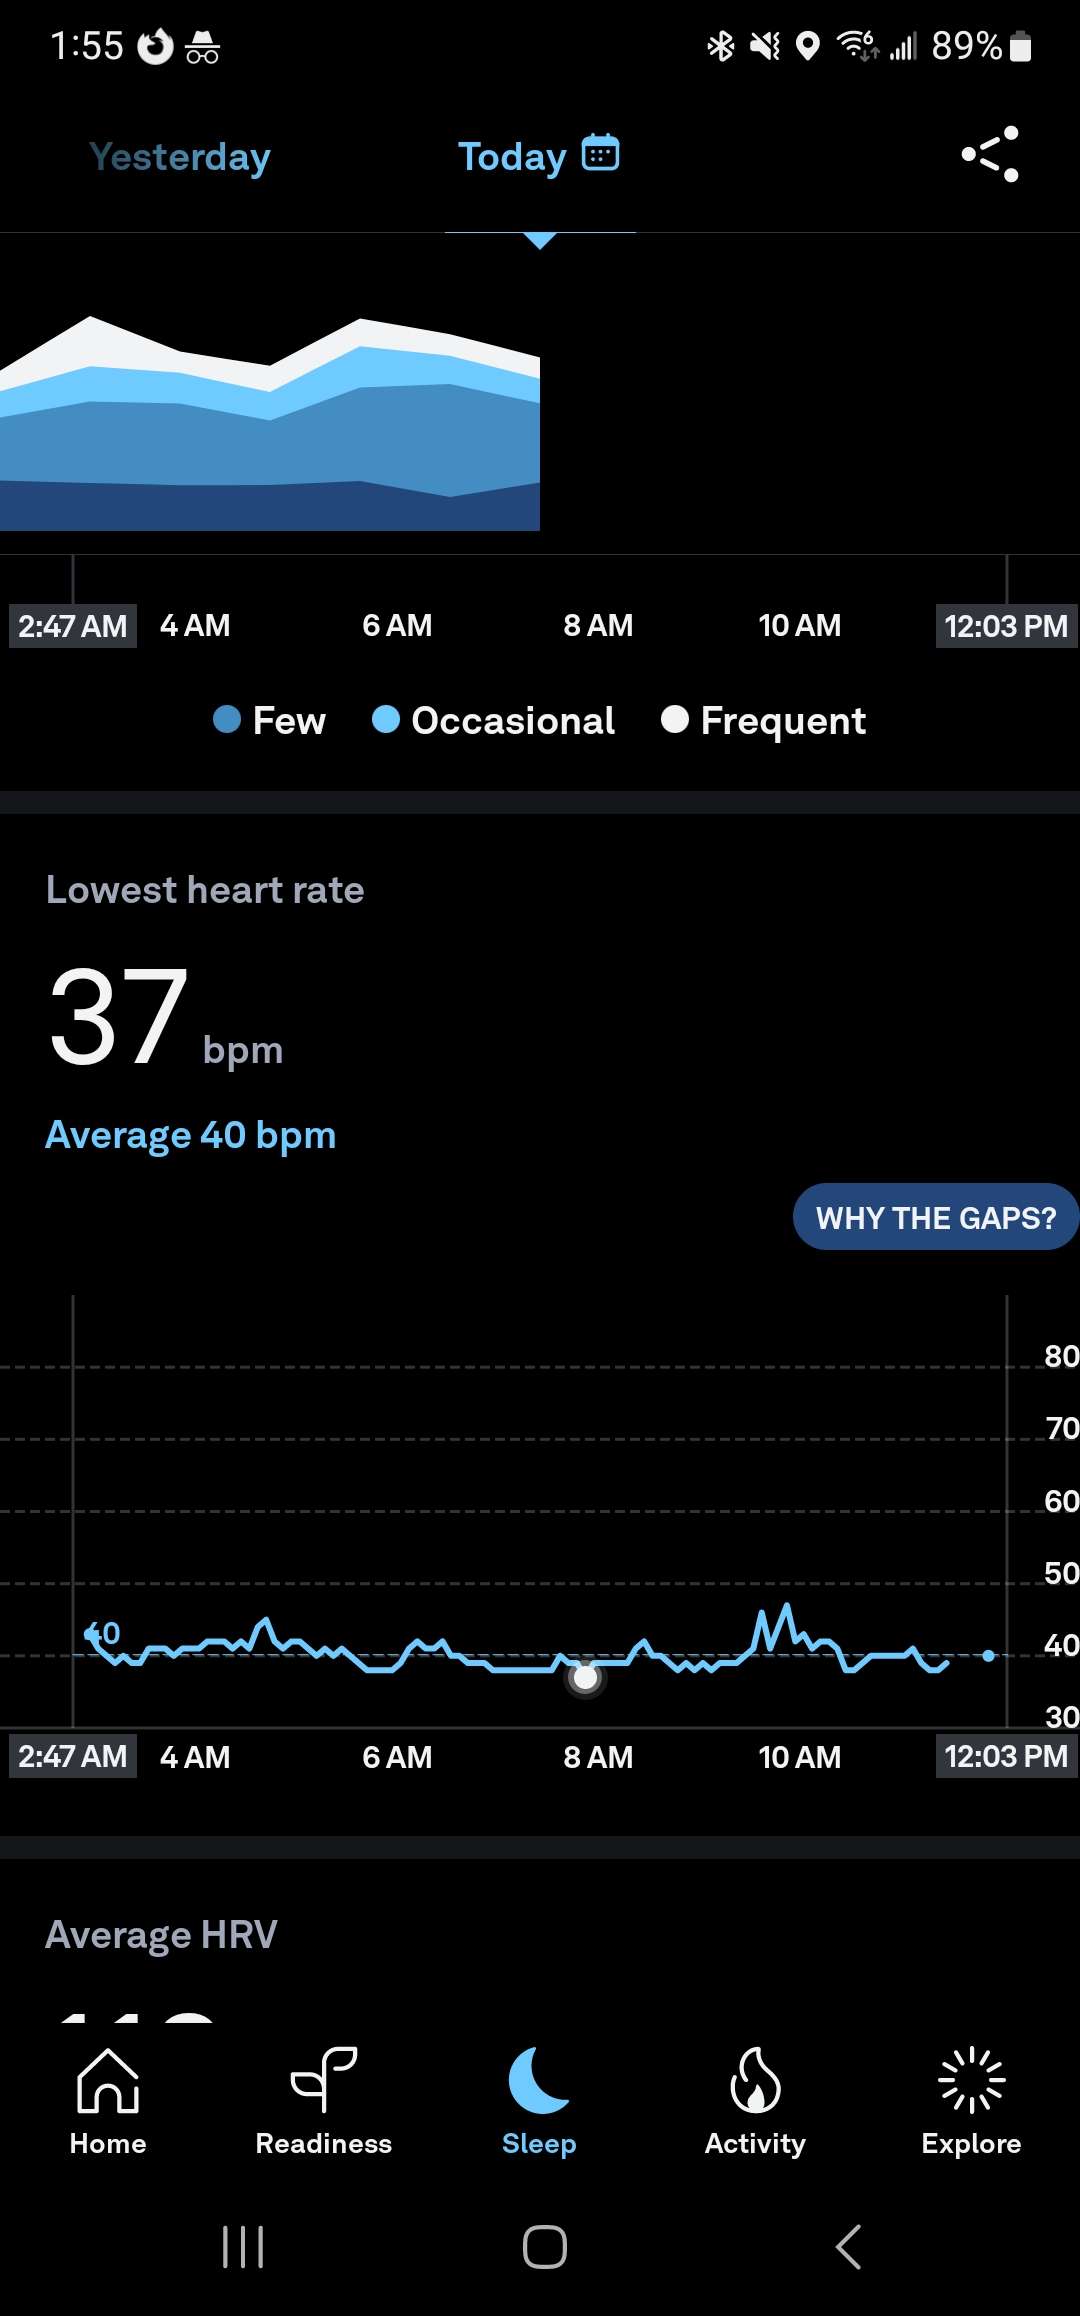 1:55 6 89%
Yesterday Today
2:47 AM 4 AM 6 AM 8 AM 10 AM 12:03 PM
Few Occasional Frequent
Lowest heart rate
37 bpm
Average 40 bpm
WHY THE GAPS?
80
70
60
50
40
40
30
2:47 AM 4 AM 6 AM 8 AM 10 AM 12:03 PM
Average HRV
Home Readiness Sleep Activity Explore